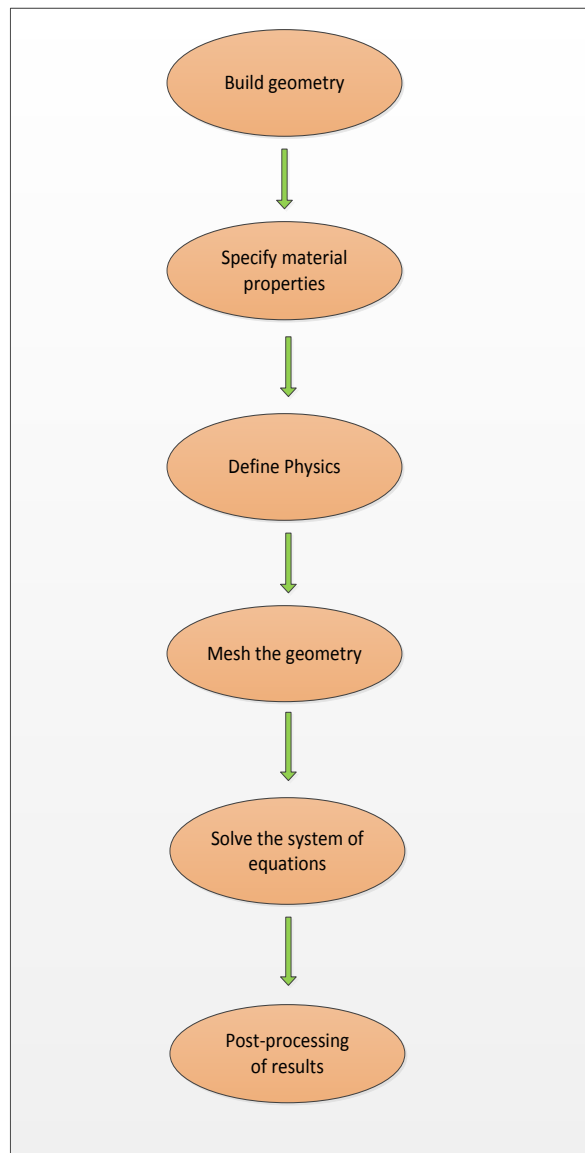 Build geometry
Specify material
properties
Define Physics
Mesh the geometry
Solve the system of
equations
Post-processing
of results